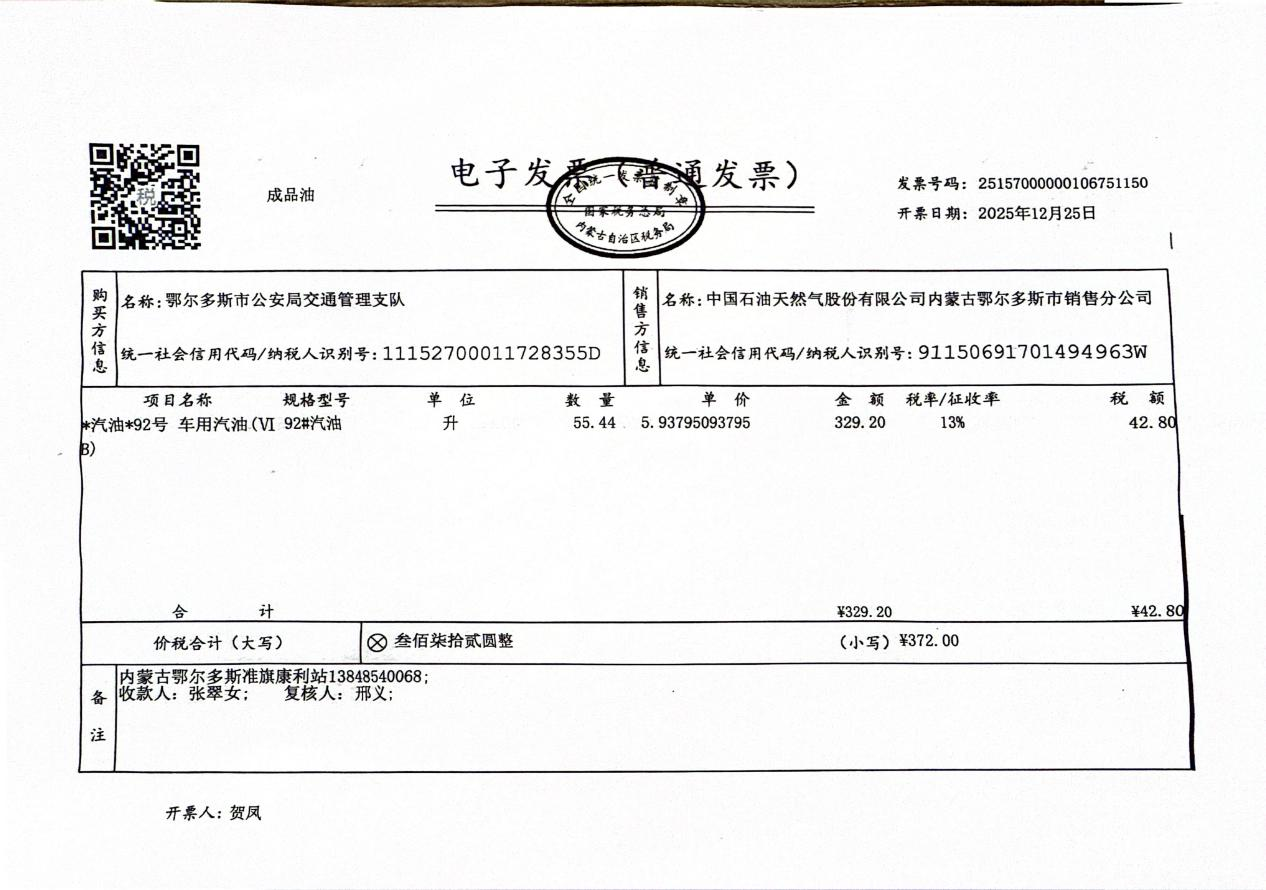 税
成品油
电子发票（普通发票）
全国统一发票监制章
国家税务总局
内蒙古自治区税务局
发票号码：25157000000106751150
开票日期：2025年12月25日
购买方信息
名称：鄂尔多斯市公安局交通管理支队
统一社会信用代码/纳税人识别号：11152700011728355D
销售方信息
名称：中国石油天然气股份有限公司内蒙古鄂尔多斯市销售分公司
统一社会信用代码/纳税人识别号：91150691701494963W
项目名称 规格型号 单位 数量 单价 金额 税率/征收率 税额
*汽油*92号 车用汽油(VI 92#汽油 升 55.44 5.93795093795 329.20 13% 42.80
B)
合计 ¥329.20 ¥42.80
价税合计（大写） ⊗ 叁佰柒拾贰圆整 （小写）¥372.00
备注
内蒙古鄂尔多斯准旗康利站13848540068;
收款人：张翠女; 复核人：邢义;
开票人：贺凤